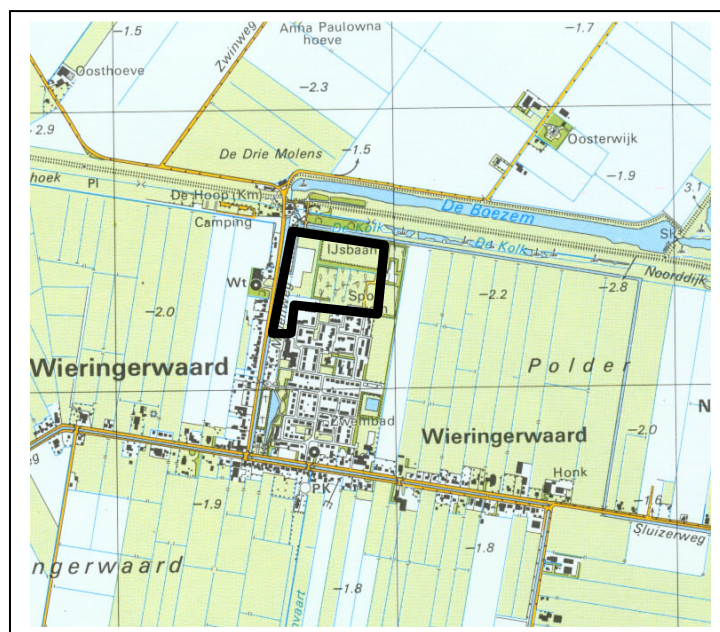 Anna Paulowna
hoeve
-1.5
-1.7
Oosthoeve
Zwinweg
-2.3
2.9
De Drie Molens
-1.5
Oosterwijk
-1.9
hoek
Pl
De Hoop (Km)
Camping
De Boezem
3.1
De Kolk
De Kolk
IJsbaan
Noorddijk
Wt
-2.0
Spo
-2.2
-2.8
Wieringerwaard
Polder
Zwembad
Wieringerwaard
N
-2.0
Honk
PK
-1.9
-1.6
Sluizerweg
-1.8
ngerwaard
-1.8
nvaart